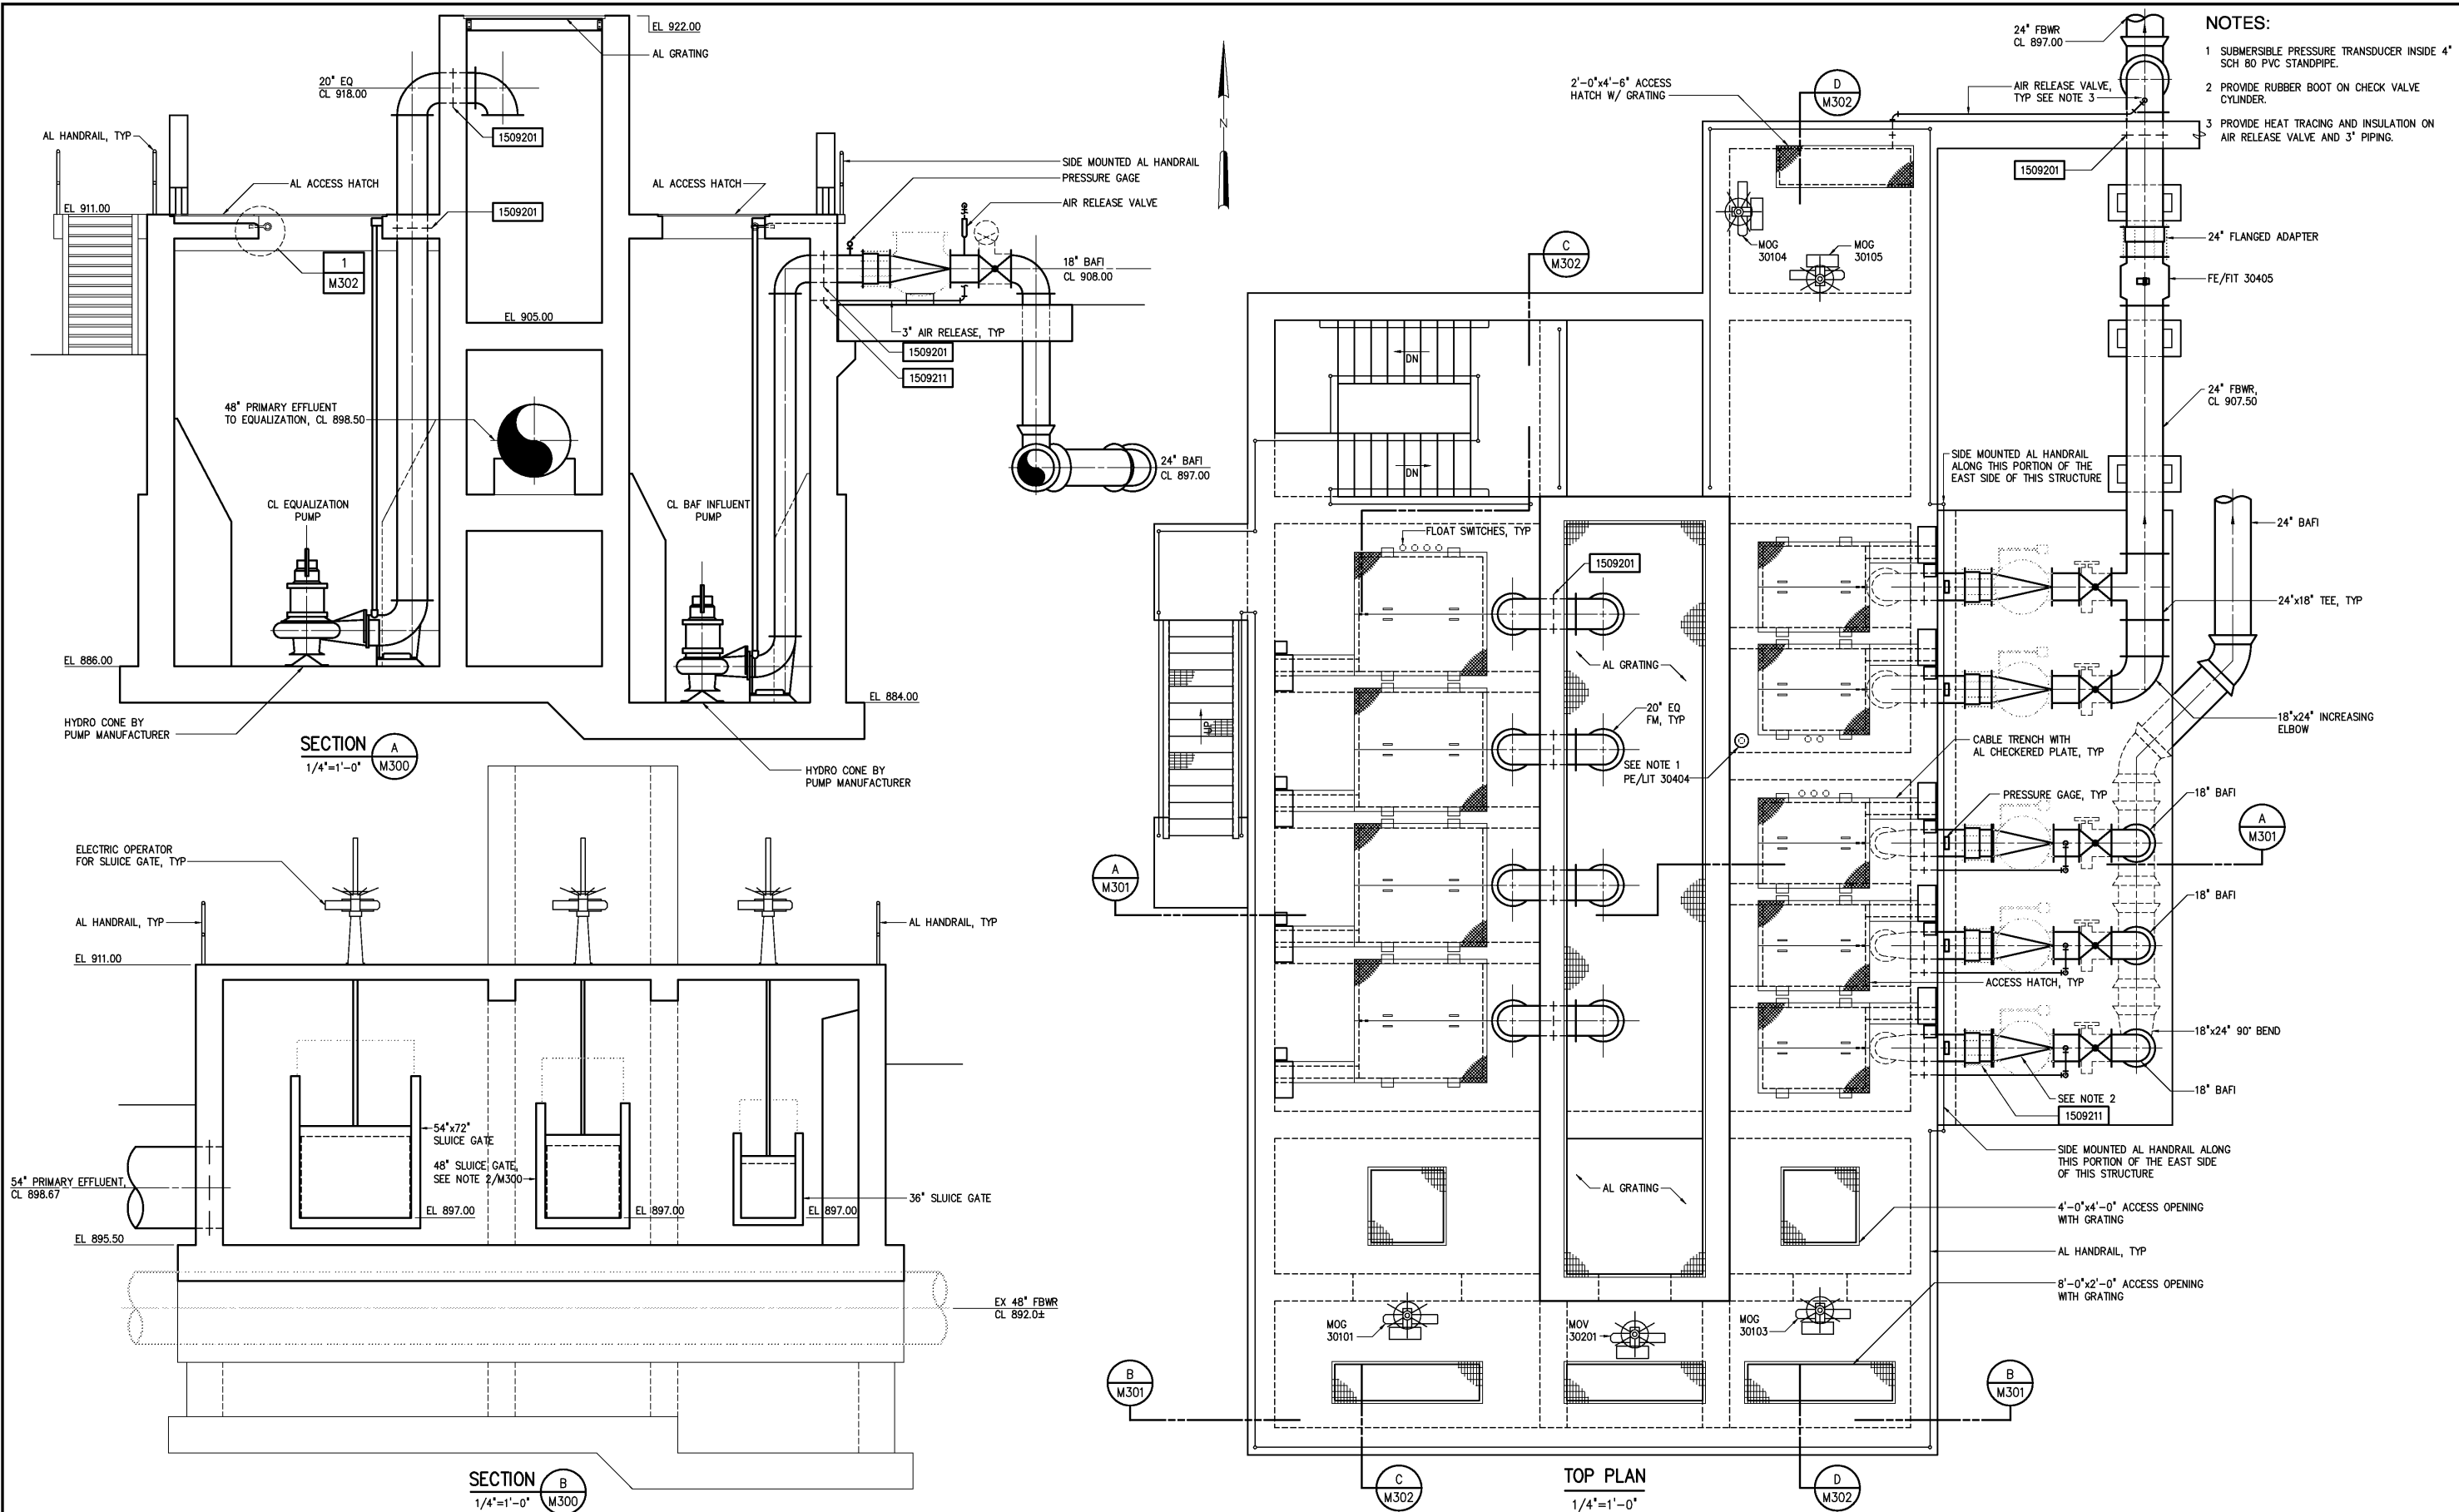 EL 922.00
AL GRATING
20" EQ
CL 918.00
1509201
AL HANDRAIL, TYP
AL ACCESS HATCH
EL 911.00
1509201
1
M302
EL 905.00
AL ACCESS HATCH
SIDE MOUNTED AL HANDRAIL
PRESSURE GAGE
AIR RELEASE VALVE
18" BAFI
CL 908.00
3" AIR RELEASE, TYP
1509201
1509211
48" PRIMARY EFFLUENT
TO EQUALIZATION, CL 898.50
24" BAFI
CL 897.00
CL EQUALIZATION
PUMP
CL BAF INFLUENT
PUMP
EL 886.00
EL 884.00
HYDRO CONE BY
PUMP MANUFACTURER
HYDRO CONE BY
PUMP MANUFACTURER
SECTION
A
M300
1/4"=1'-0"
ELECTRIC OPERATOR
FOR SLUICE GATE, TYP
AL HANDRAIL, TYP
AL HANDRAIL, TYP
EL 911.00
54"x72"
SLUICE GATE
48" SLUICE GATE,
SEE NOTE 2/M300
36" SLUICE GATE
54" PRIMARY EFFLUENT,
CL 898.67
EL 897.00
EL 897.00
EL 897.00
EL 895.50
EX 48" FBWR
CL 892.0±
SECTION
B
M300
1/4"=1'-0"
N
2'-0"x4'-6" ACCESS
HATCH W/ GRATING
D
M302
24" FBWR
CL 897.00
AIR RELEASE VALVE,
TYP SEE NOTE 3
1509201
C
M302
MOG
30104
MOG
30105
24" FLANGED ADAPTER
FE/FIT 30405
DN
DN
24" FBWR,
CL 907.50
SIDE MOUNTED AL HANDRAIL
ALONG THIS PORTION OF THE
EAST SIDE OF THIS STRUCTURE
24" BAFI
FLOAT SWITCHES, TYP
1509201
24"x18" TEE, TYP
AL GRATING
UP
20" EQ
FM, TYP
18"x24" INCREASING
ELBOW
SEE NOTE 1
PE/LIT 30404
CABLE TRENCH WITH
AL CHECKERED PLATE, TYP
PRESSURE GAGE, TYP
18" BAFI
A
M301
A
M301
18" BAFI
ACCESS HATCH, TYP
18"x24" 90° BEND
18" BAFI
SEE NOTE 2
1509211
SIDE MOUNTED AL HANDRAIL ALONG
THIS PORTION OF THE EAST SIDE
OF THIS STRUCTURE
AL GRATING
4'-0"x4'-0" ACCESS OPENING
WITH GRATING
AL HANDRAIL, TYP
8'-0"x2'-0" ACCESS OPENING
WITH GRATING
MOG
30101
MOV
30201
MOG
30103
B
M301
B
M301
C
M302
D
M302
TOP PLAN
1/4"=1'-0"
NOTES:
1 SUBMERSIBLE PRESSURE TRANSDUCER INSIDE 4"
SCH 80 PVC STANDPIPE.
2 PROVIDE RUBBER BOOT ON CHECK VALVE
CYLINDER.
3 PROVIDE HEAT TRACING AND INSULATION ON
AIR RELEASE VALVE AND 3" PIPING.